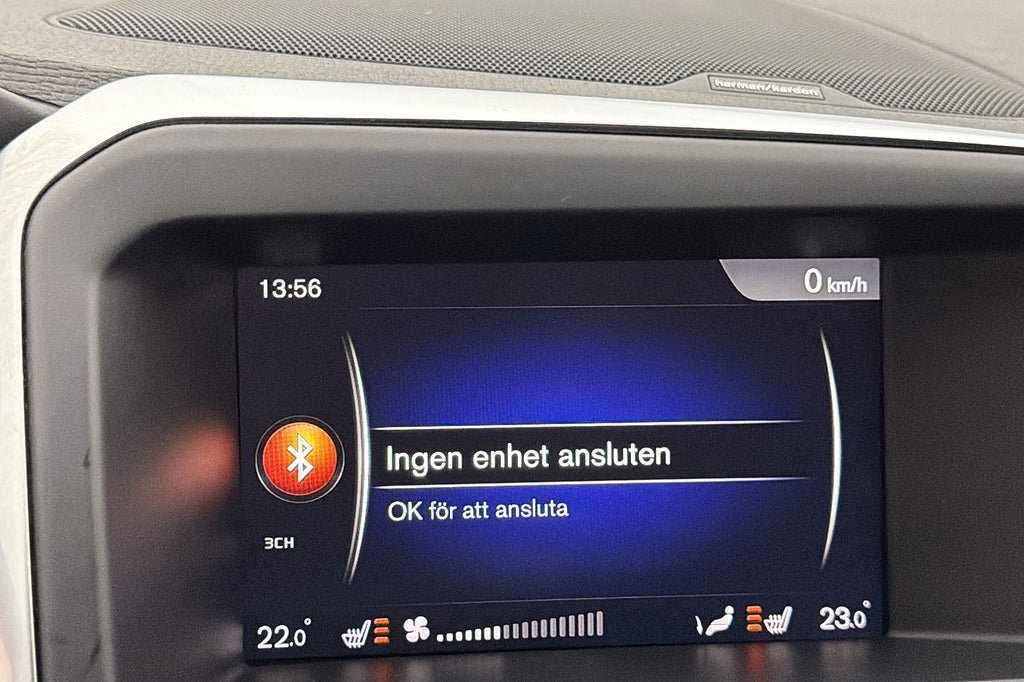 harman/kardon
13:56
0 km/h
Ingen enhet ansluten
OK för att ansluta
3CH
22.0° 23.0°